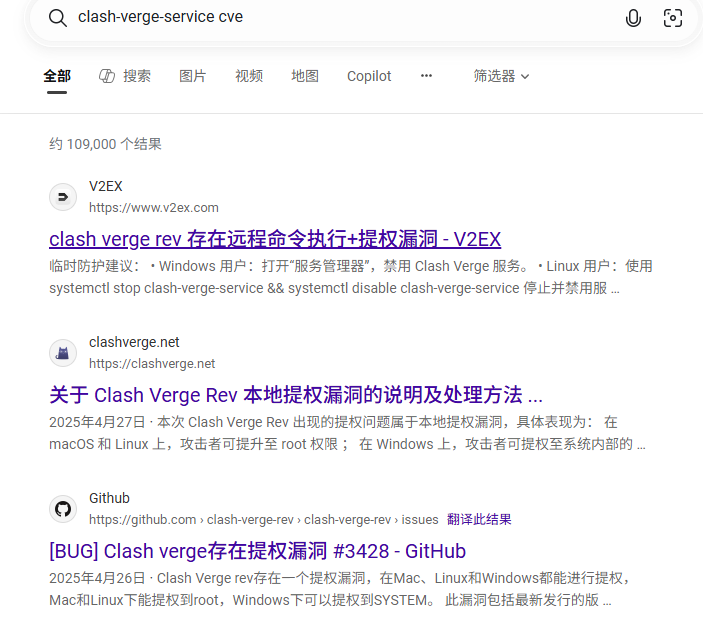 clash-verge-service cve
全部 搜索 图片 视频 地图 Copilot ··· 筛选器
约 109,000 个结果
V2EX
https://www.v2ex.com
clash verge rev 存在远程命令执行+提权漏洞 - V2EX
临时防护建议： • Windows 用户：打开“服务管理器”，禁用 Clash Verge 服务。 • Linux 用户：使用
systemctl stop clash-verge-service && systemctl disable clash-verge-service 停止并禁用服 ...
clashverge.net
https://clashverge.net
关于 Clash Verge Rev 本地提权漏洞的说明及处理方法 ...
2025年4月27日 · 本次 Clash Verge Rev 出现的提权问题属于本地提权漏洞，具体表现为： 在
macOS 和 Linux 上，攻击者可提升至 root 权限 ； 在 Windows 上，攻击者可提权至系统内部的 ...
Github
https://github.com › clash-verge-rev › clash-verge-rev › issues 翻译此结果
[BUG] Clash verge存在提权漏洞 #3428 - GitHub
2025年4月26日 · Clash Verge rev存在一个提权漏洞，在Mac、Linux和Windows都能进行提权，
Mac和Linux下能提权到root，Windows下可以提权到SYSTEM。 此漏洞包括最新发行的版 ...